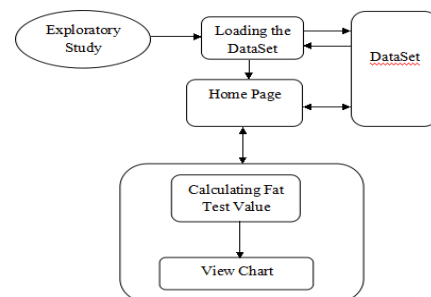 Exploratory
Study
Loading the
DataSet
DataSet
Home Page
Calculating Fat
Test Value
View Chart